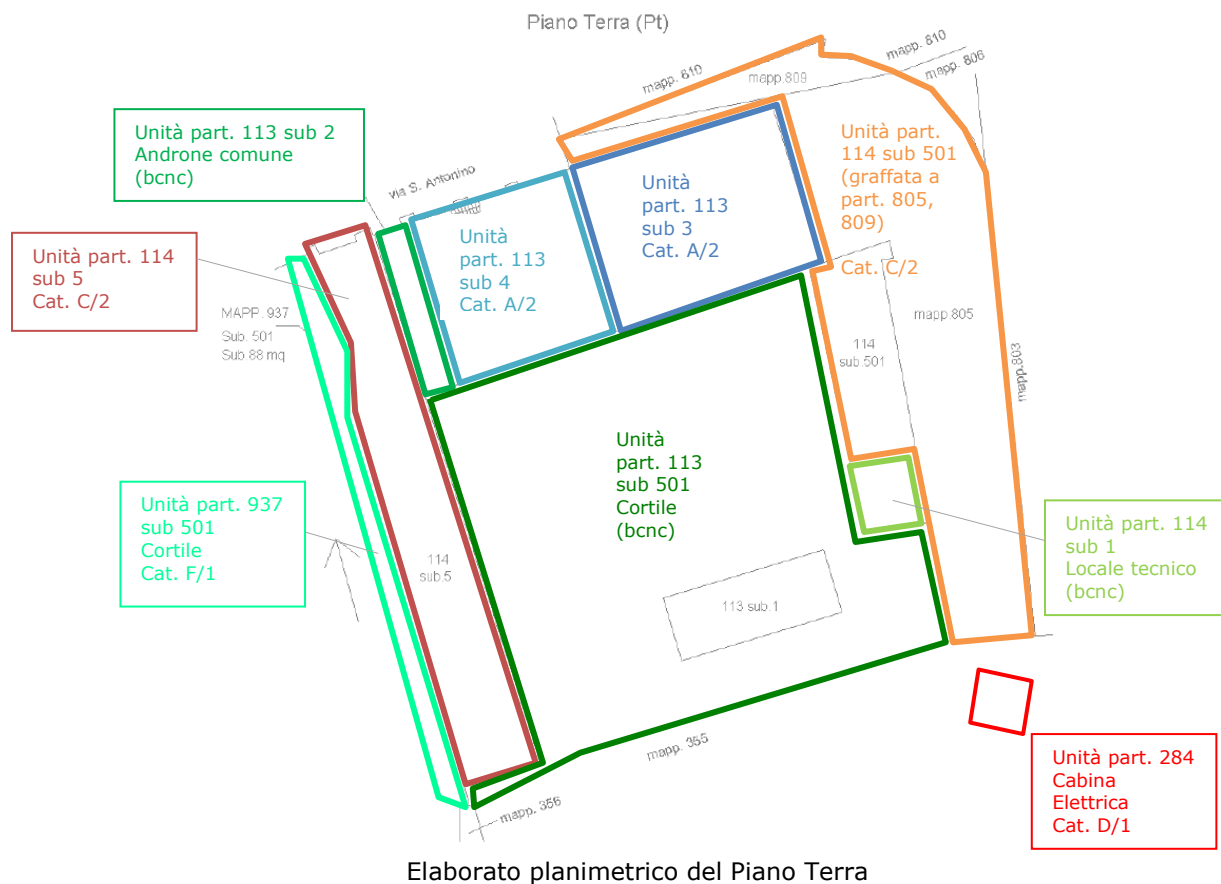 Piano Terra (Pt)
mapp. 810
mapp. 810
mapp.809
mapp. 806
Unità part. 113 sub 2
Androne comune
(bcnc)
via S. Antonino
Unità
part. 113
sub 3
Cat. A/2
Unità part.
114 sub 501
(graffata a
part. 805,
809)
Cat. C/2
Unità
part. 113
sub 4
Cat. A/2
Unità part. 114
sub 5
Cat. C/2
MAPP. 937
Sub. 501
Sub 88 mq
mapp.805
114
sub.501
mapp.803
Unità
part. 113
sub 501
Cortile
(bcnc)
Unità part. 937
sub 501
Cortile
Cat. F/1
114
sub.5
Unità part. 114
sub 1
Locale tecnico
(bcnc)
113 sub.1
mapp. 355
mapp. 356
Unità part. 284
Cabina
Elettrica
Cat. D/1
Elaborato planimetrico del Piano Terra